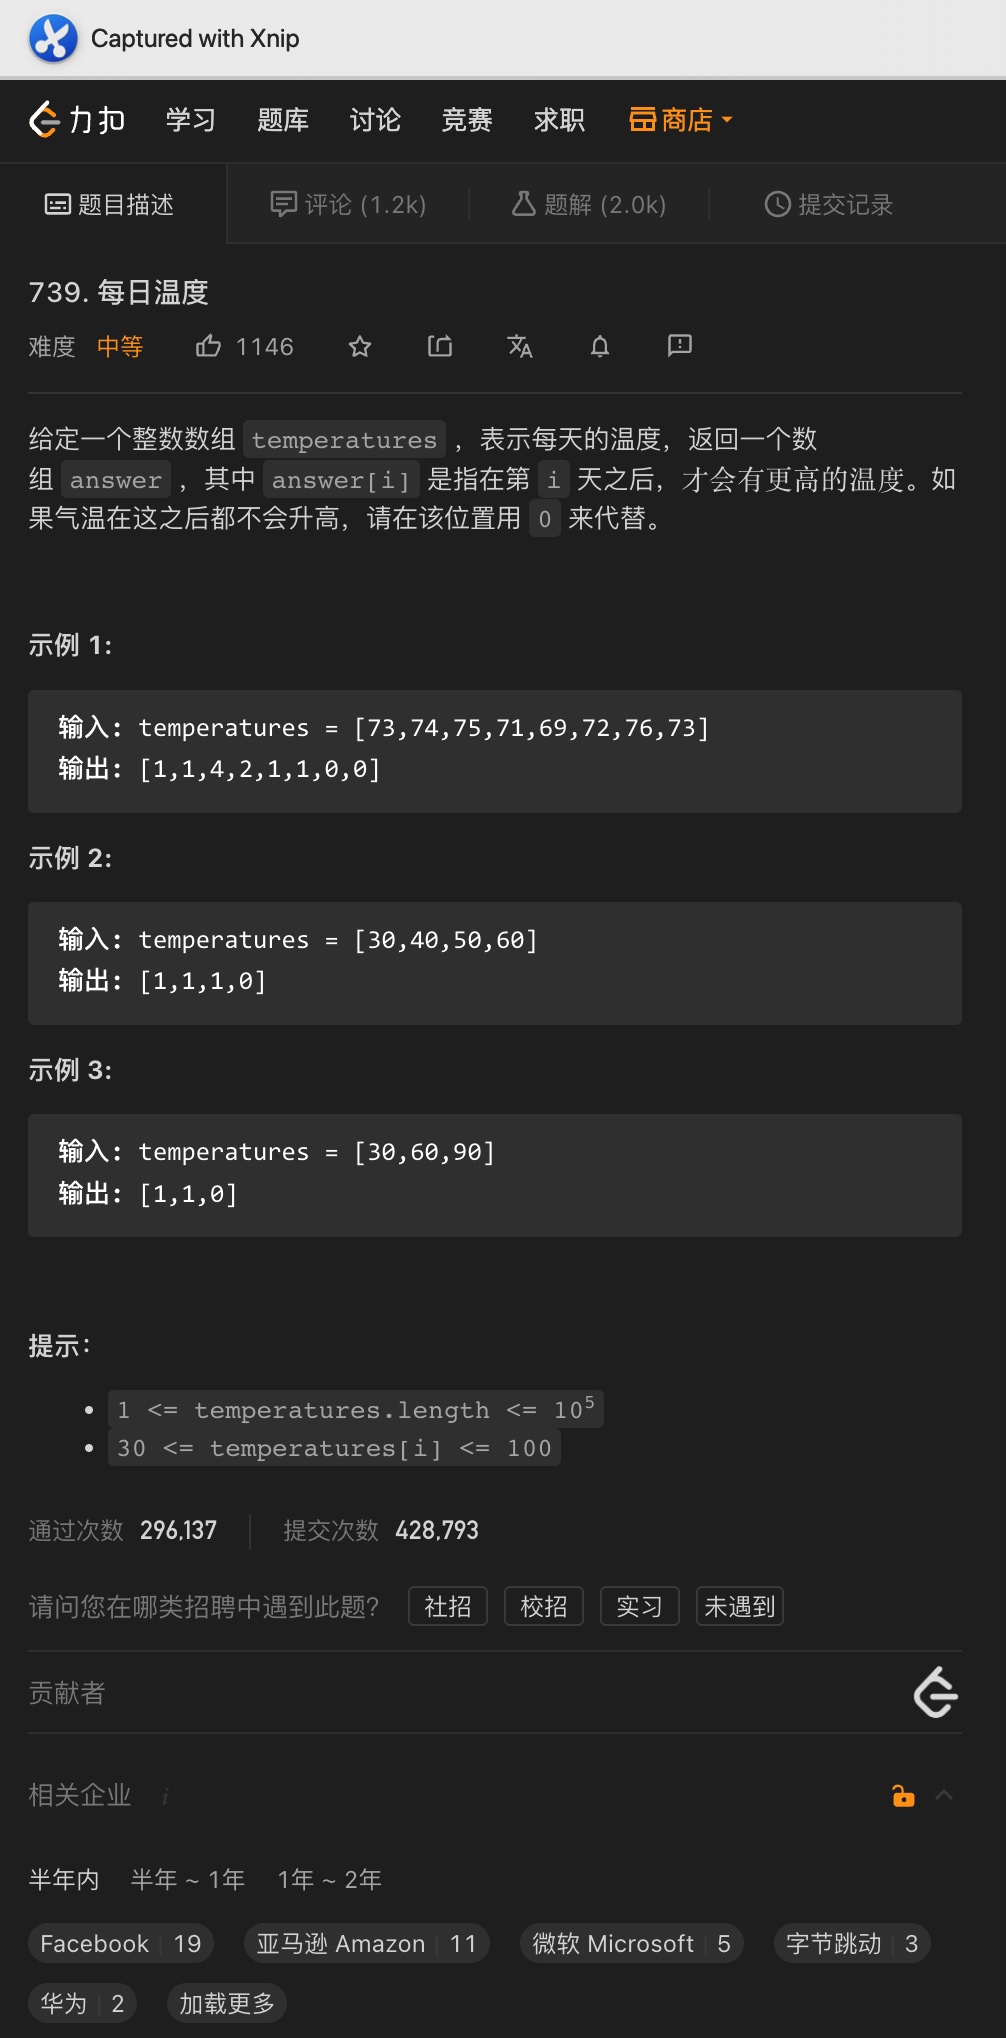 Captured with Xnip
力扣 学习 题库 讨论 竞赛 求职 商店
题目描述 评论 (1.2k) 题解 (2.0k) 提交记录
739. 每日温度
难度 中等 1146
给定一个整数数组 temperatures ，表示每天的温度，返回一个数
组 answer ，其中 answer[i] 是指在第 i 天之后，才会有更高的温度。如
果气温在这之后都不会升高，请在该位置用 0 来代替。
示例 1:
输入: temperatures = [73,74,75,71,69,72,76,73]
输出: [1,1,4,2,1,1,0,0]
示例 2:
输入: temperatures = [30,40,50,60]
输出: [1,1,1,0]
示例 3:
输入: temperatures = [30,60,90]
输出: [1,1,0]
提示：
1 <= temperatures.length <= 10⁵
30 <= temperatures[i] <= 100
通过次数 296,137 提交次数 428,793
请问您在哪类招聘中遇到此题? 社招 校招 实习 未遇到
贡献者
相关企业 i
半年内 半年 ~ 1年 1年 ~ 2年
Facebook 19 亚马逊 Amazon 11 微软 Microsoft 5 字节跳动 3
华为 2 加载更多